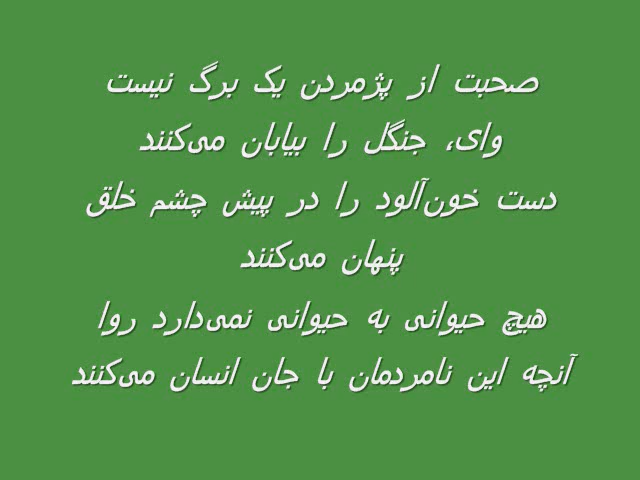 صحبت از پژمردن یک برگ نیست
وای، جنگل را بیابان می‌کنند
دست خون‌آلود را در پیش چشم خلق
پنهان می‌کنند
هیچ حیوانی به حیوانی نمی‌دارد روا
آنچه این نامردمان با جان انسان می‌کنند